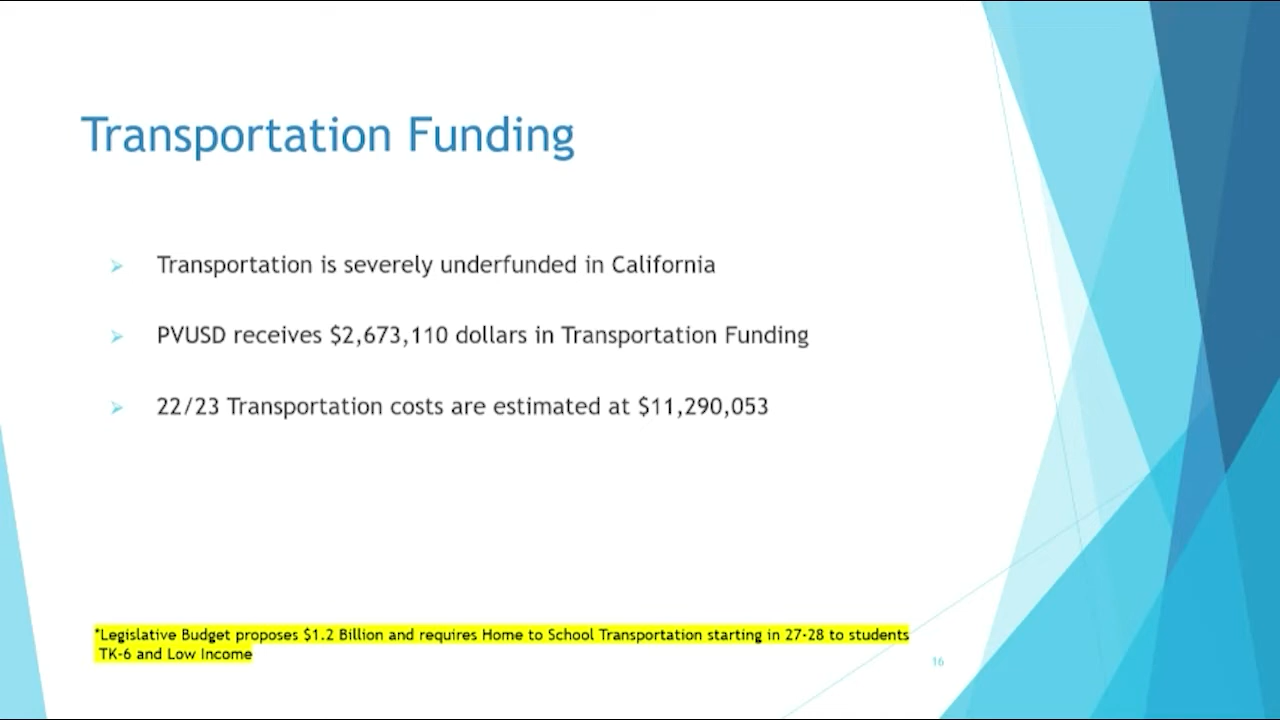 Transportation Funding
Transportation is severely underfunded in California
PVUSD receives $2,673,110 dollars in Transportation Funding
22/23 Transportation costs are estimated at $11,290,053
*Legislative Budget proposes $1.2 Billion and requires Home to School Transportation starting in 27-28 to students
TK-6 and Low Income
16